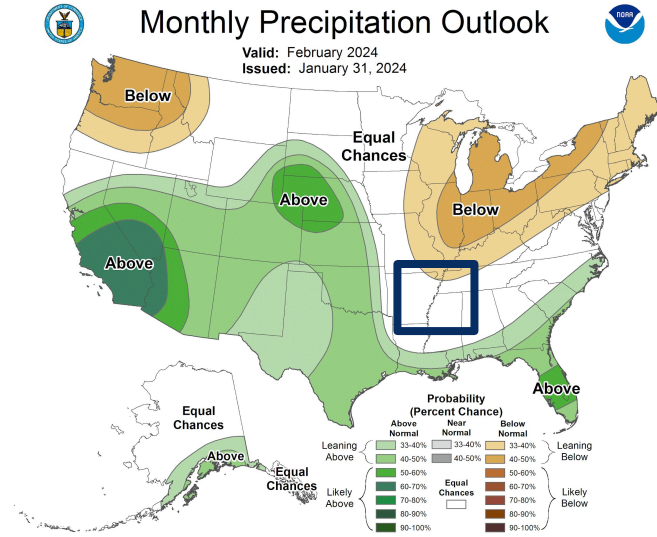 Monthly Precipitation Outlook
NOAA
Valid: February 2024
Issued: January 31, 2024
Below
Equal
Chances
Above
Below
Above
Above
Equal
Chances
Above
Equal
Chances
Probability
(Percent Chance)
Above
Normal
Near
Normal
Below
Normal
Leaning
Above
33-40%
33-40%
33-40%
Leaning
Below
40-50%
40-50%
40-50%
Likely
Above
50-60%
60-70%
70-80%
80-90%
90-100%
Equal
Chances
50-60%
60-70%
70-80%
80-90%
90-100%
Likely
Below